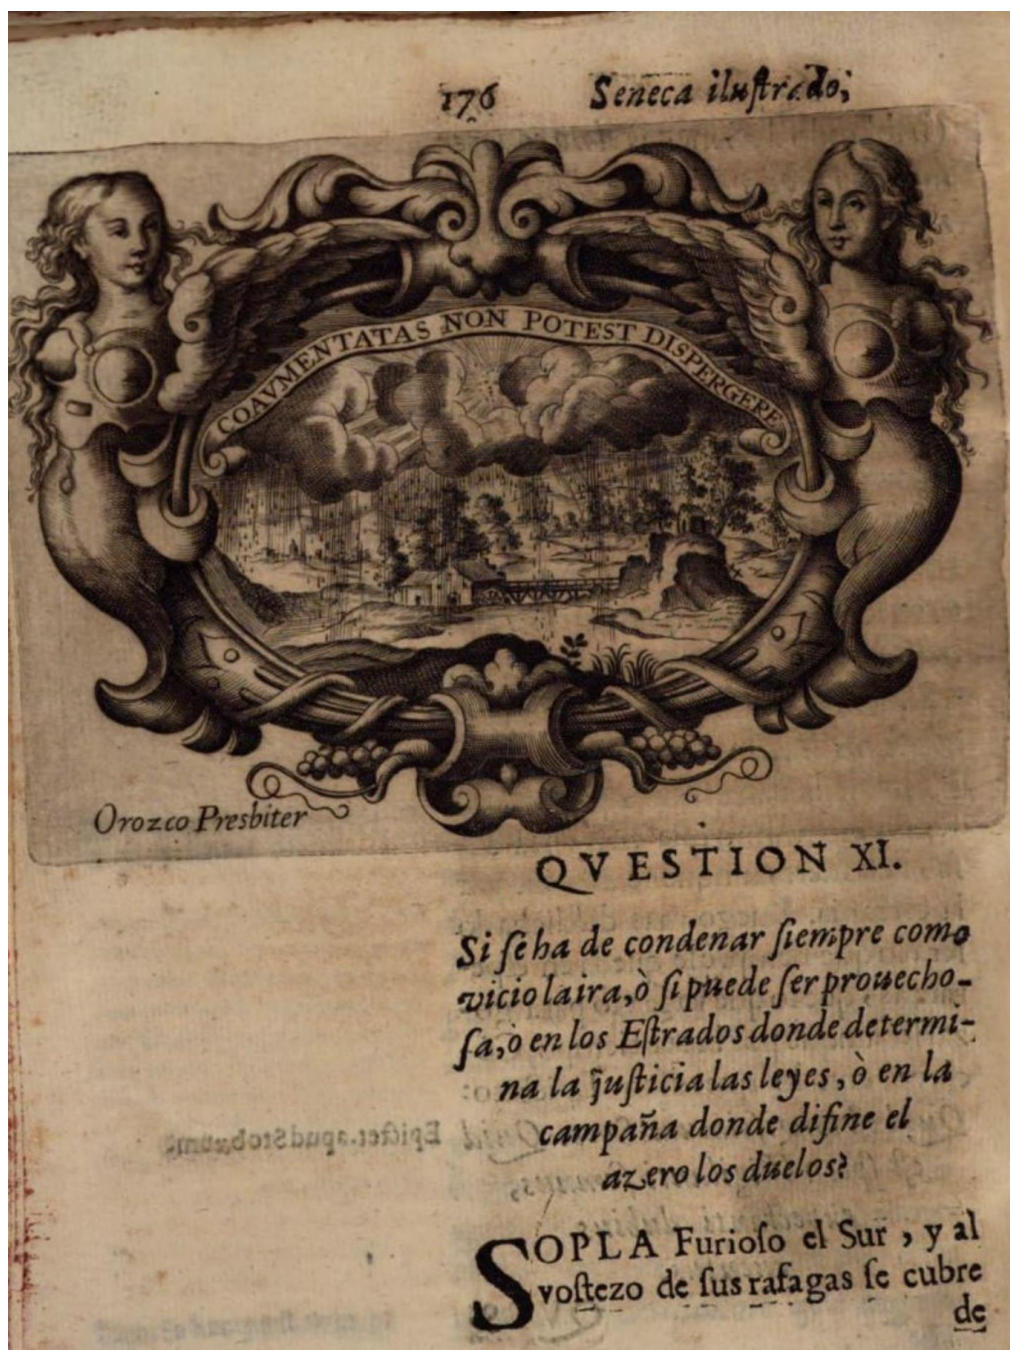 176 Seneca ilustrado;
COAVMENTATAS NON POTEST DISPERGERE
Orozco Presbiter
QVESTION XI.
Si ſe ha de condenar ſiempre como
vicio la ira, ò ſi puede ſer prouecho-
ſa, ò en los Eſtrados donde determi-
na la juſticia las leyes, ò en la
campaña donde difine el
azero los duelos?
SOPLA Furioſo el Sur, y al
voſtezo de ſus rafagas ſe cubre
de